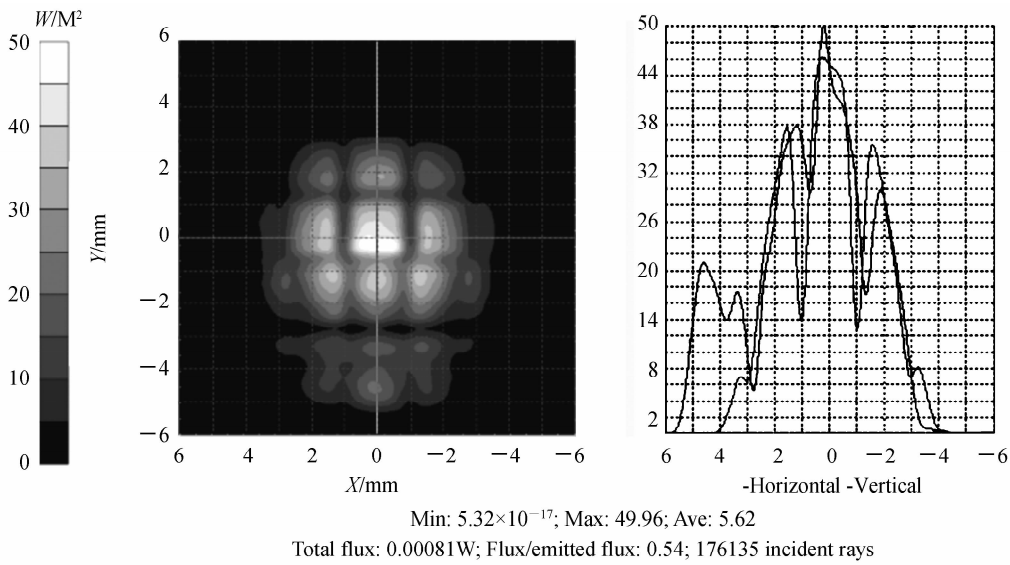 W/M²
50
40
30
20
10
0
6
4
2
0
−2
−4
−6
Y/mm
6 4 2 0 −2 −4 −6
X/mm
50
44
38
32
26
20
14
8
2
6 4 2 0 −2 −4 −6
-Horizontal -Vertical
Min: 5.32×10⁻¹⁷; Max: 49.96; Ave: 5.62
Total flux: 0.00081W; Flux/emitted flux: 0.54; 176135 incident rays